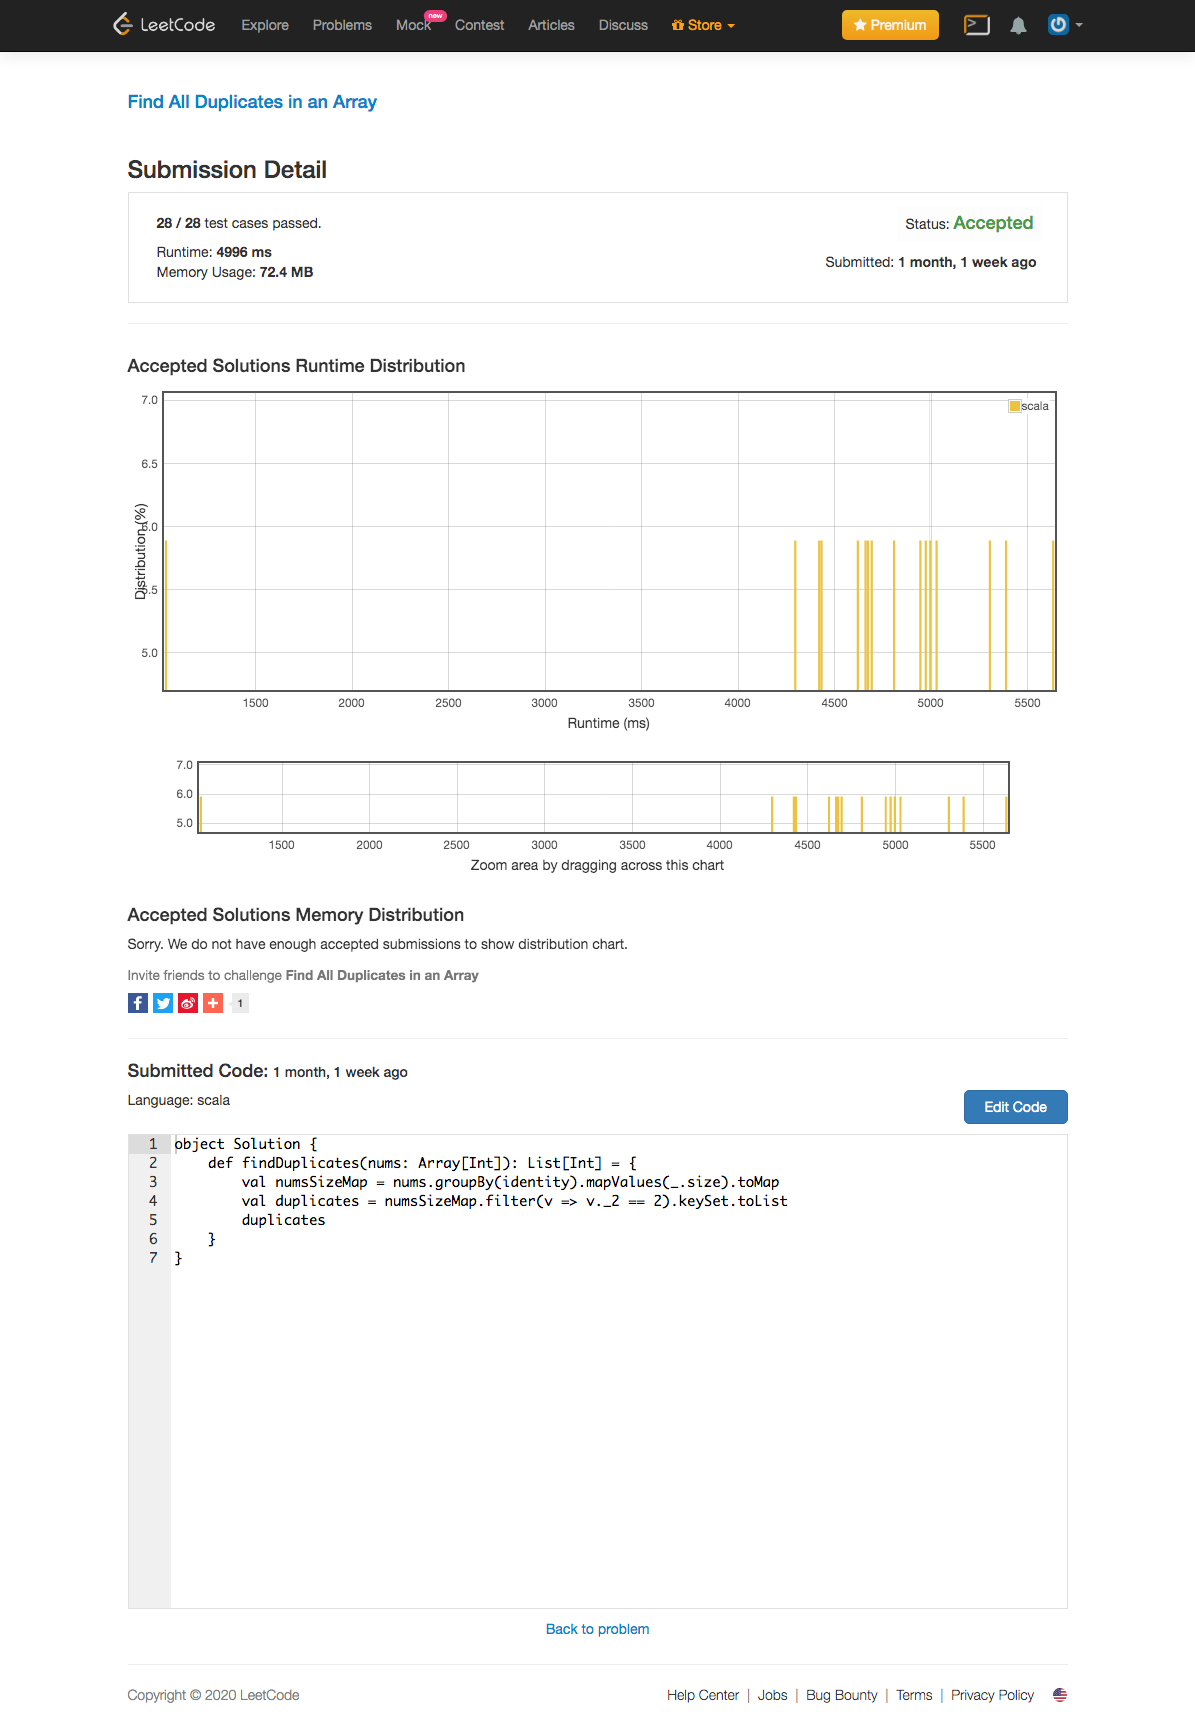 LeetCode Explore Problems Mock new Contest Articles Discuss Store Premium
Find All Duplicates in an Array
Submission Detail
28 / 28 test cases passed.
Status: Accepted
Runtime: 4996 ms
Memory Usage: 72.4 MB
Submitted: 1 month, 1 week ago
Accepted Solutions Runtime Distribution
7.0
scala
6.5
6.0
5.5
5.0
Distribution (%)
1500 2000 2500 3000 3500 4000 4500 5000 5500
Runtime (ms)
7.0
6.0
5.0
1500 2000 2500 3000 3500 4000 4500 5000 5500
Zoom area by dragging across this chart
Accepted Solutions Memory Distribution
Sorry. We do not have enough accepted submissions to show distribution chart.
Invite friends to challenge Find All Duplicates in an Array
1
Submitted Code: 1 month, 1 week ago
Language: scala
Edit Code
1 object Solution {
2     def findDuplicates(nums: Array[Int]): List[Int] = {
3         val numsSizeMap = nums.groupBy(identity).mapValues(_.size).toMap
4         val duplicates = numsSizeMap.filter(v => v._2 == 2).keySet.toList
5         duplicates
6     }
7 }
Back to problem
Copyright © 2020 LeetCode
Help Center | Jobs | Bug Bounty | Terms | Privacy Policy